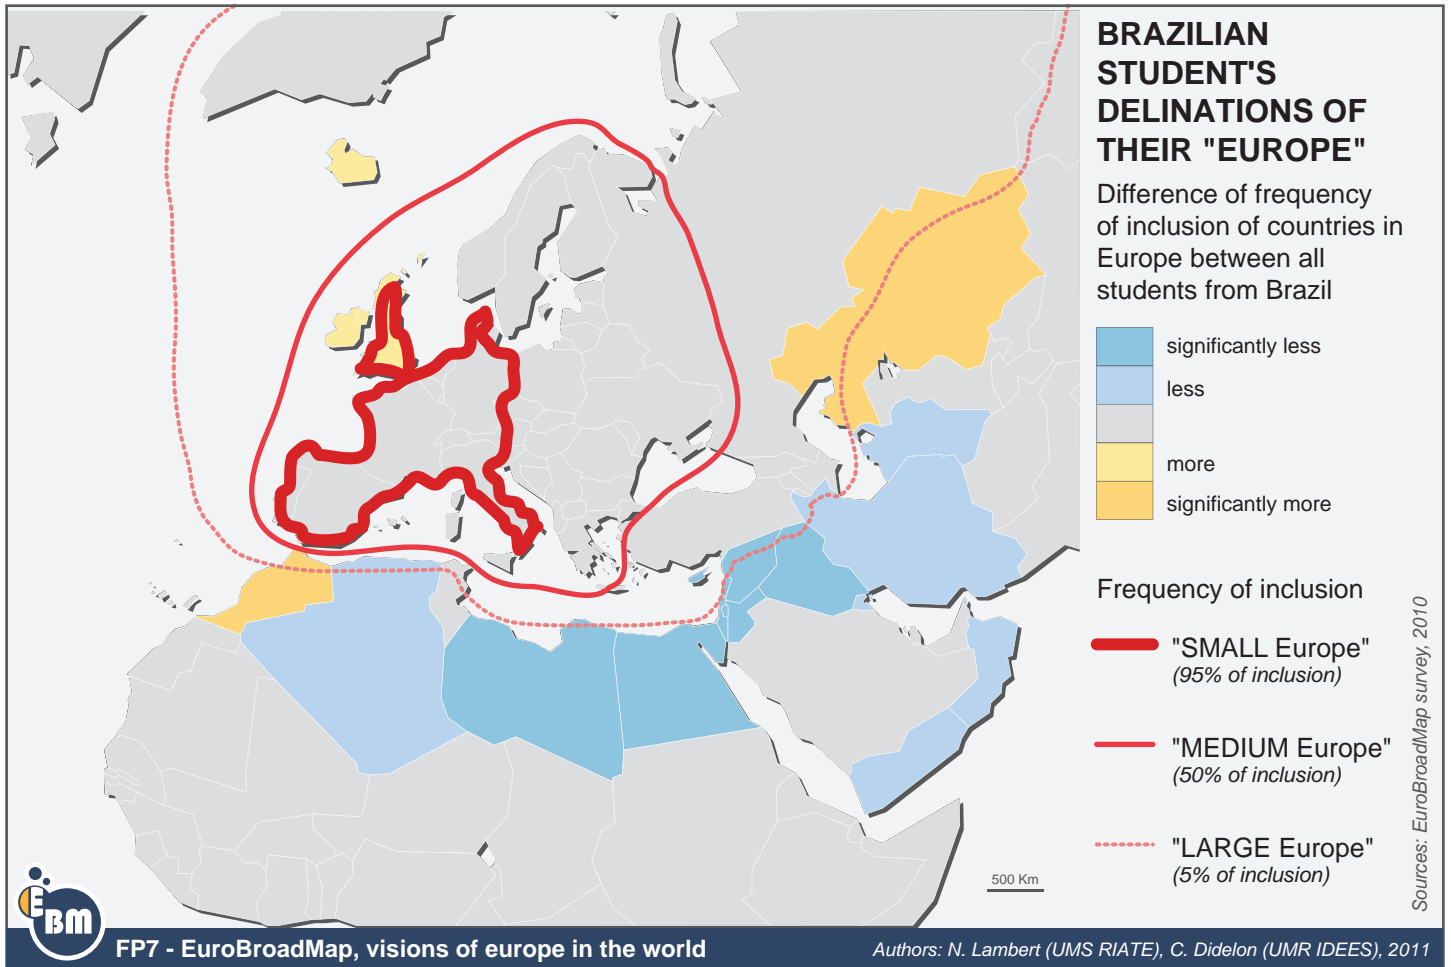 BRAZILIAN
STUDENT'S
DELINATIONS OF
THEIR "EUROPE"
Difference of frequency
of inclusion of countries in
Europe between all
students from Brazil
significantly less
less
more
significantly more
Frequency of inclusion
"SMALL Europe"
(95% of inclusion)
"MEDIUM Europe"
(50% of inclusion)
"LARGE Europe"
(5% of inclusion)
Sources: EuroBroadMap survey, 2010
500 Km
E
BM
FP7 - EuroBroadMap, visions of europe in the world
Authors: N. Lambert (UMS RIATE), C. Didelon (UMR IDEES), 2011